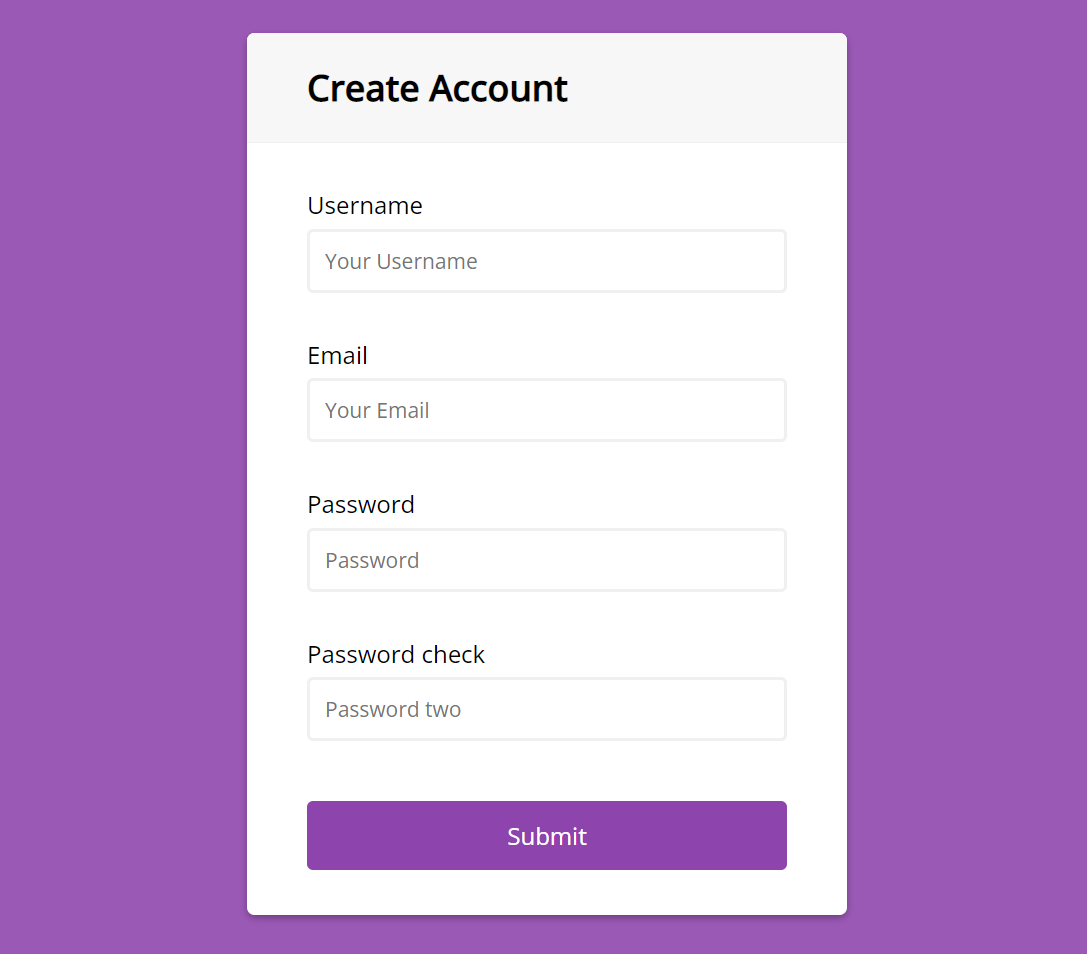 Create Account
Username
Your Username
Email
Your Email
Password
Password
Password check
Password two
Submit